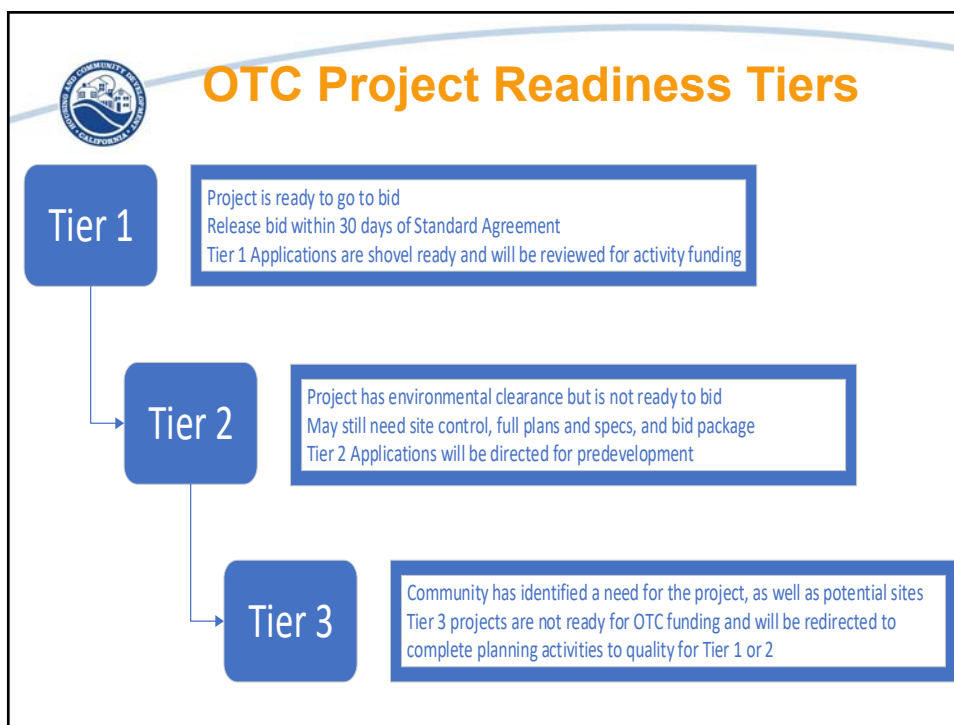 OTC Project Readiness Tiers
HOUSING AND COMMUNITY DEVELOPMENT
CALIFORNIA
Tier 1
Project is ready to go to bid
Release bid within 30 days of Standard Agreement
Tier 1 Applications are shovel ready and will be reviewed for activity funding
Tier 2
Project has environmental clearance but is not ready to bid
May still need site control, full plans and specs, and bid package
Tier 2 Applications will be directed for predevelopment
Tier 3
Community has identified a need for the project, as well as potential sites
Tier 3 projects are not ready for OTC funding and will be redirected to
complete planning activities to quality for Tier 1 or 2